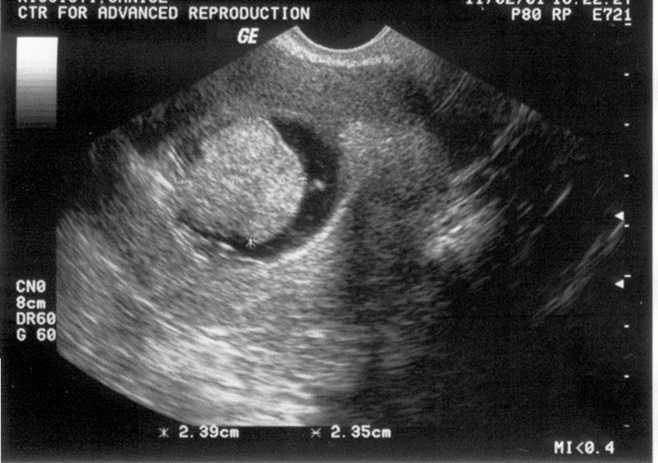 CTR FOR ADVANCED REPRODUCTION
P80 RP E721
GE
CN0
8cm
DR60
G 60
2.39cm 2.35cm
MI<0.4